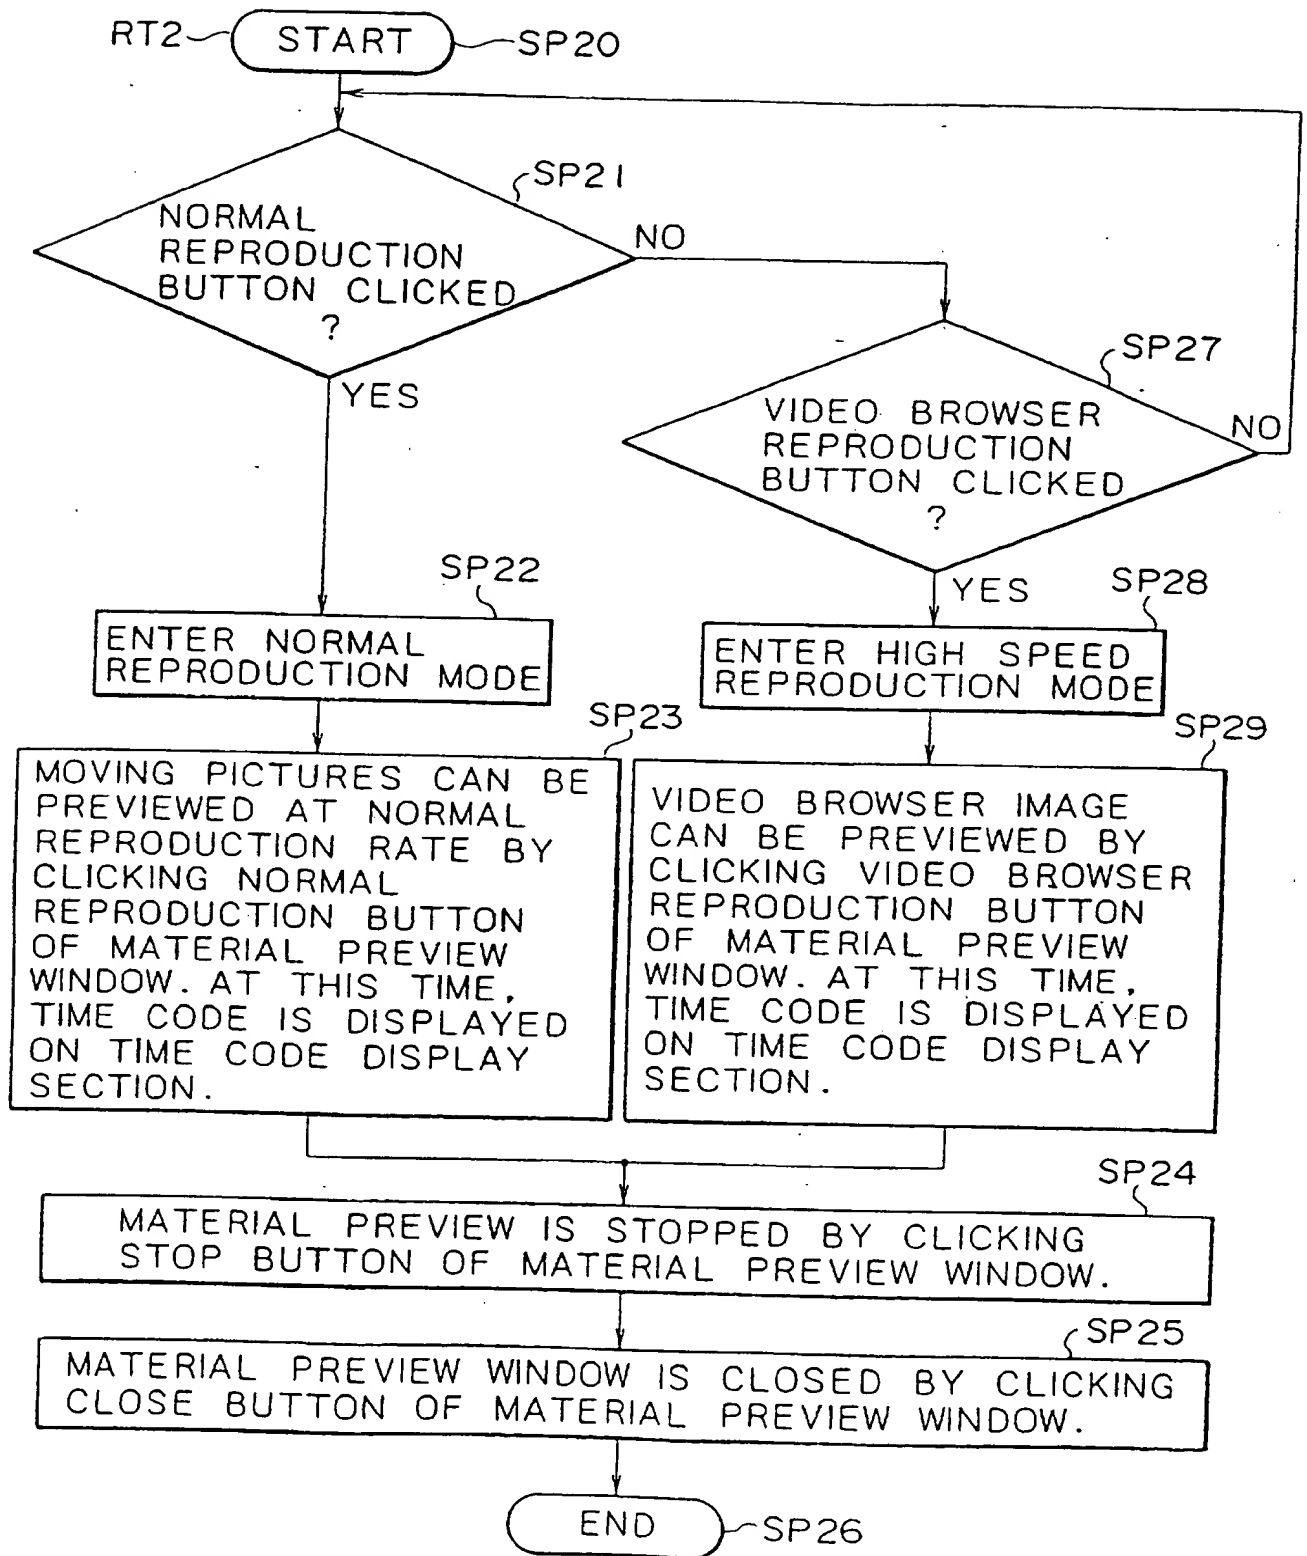 RT2
START
SP20
SP21
NORMAL
REPRODUCTION
BUTTON CLICKED
?
NO
YES
SP27
VIDEO BROWSER
REPRODUCTION
BUTTON CLICKED
?
NO
YES
SP22
ENTER NORMAL
REPRODUCTION MODE
SP28
ENTER HIGH SPEED
REPRODUCTION MODE
SP23
MOVING PICTURES CAN BE
PREVIEWED AT NORMAL
REPRODUCTION RATE BY
CLICKING NORMAL
REPRODUCTION BUTTON
OF MATERIAL PREVIEW
WINDOW. AT THIS TIME,
TIME CODE IS DISPLAYED
ON TIME CODE DISPLAY
SECTION.
SP29
VIDEO BROWSER IMAGE
CAN BE PREVIEWED BY
CLICKING VIDEO BROWSER
REPRODUCTION BUTTON
OF MATERIAL PREVIEW
WINDOW. AT THIS TIME,
TIME CODE IS DISPLAYED
ON TIME CODE DISPLAY
SECTION.
SP24
MATERIAL PREVIEW IS STOPPED BY CLICKING
STOP BUTTON OF MATERIAL PREVIEW WINDOW.
SP25
MATERIAL PREVIEW WINDOW IS CLOSED BY CLICKING
CLOSE BUTTON OF MATERIAL PREVIEW WINDOW.
END
SP26